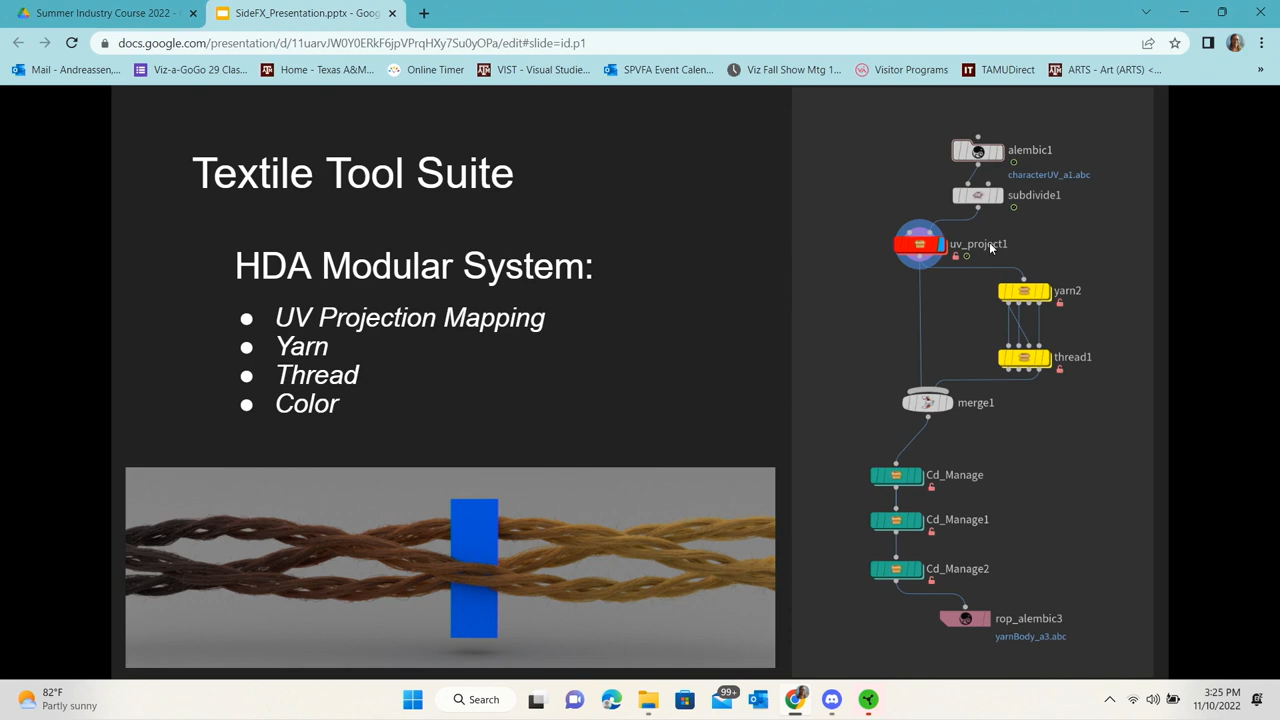 Summer Industry Course 2022 -
SideFX_Presentation.pptx - Goog
docs.google.com/presentation/d/11uarvJW0Y0ERkF6jpVPrqHXy7Su0yOPa/edit#slide=id.p1
Mail - Andreassen,...
Viz-a-GoGo 29 Clas...
Home - Texas A&M...
Online Timer
VIST - Visual Studie...
SPVFA Event Calen...
Viz Fall Show Mtg 1...
Visitor Programs
TAMUDirect
ARTS - Art (ARTS) <...
»
Textile Tool Suite
HDA Modular System:
● UV Projection Mapping
● Yarn
● Thread
● Color
alembic1
characterUV_a1.abc
subdivide1
uv_project1
yarn2
thread1
merge1
Cd_Manage
Cd_Manage1
Cd_Manage2
rop_alembic3
yarnBody_a3.abc
82°F
Partly sunny
Search
99+
3:25 PM
11/10/2022